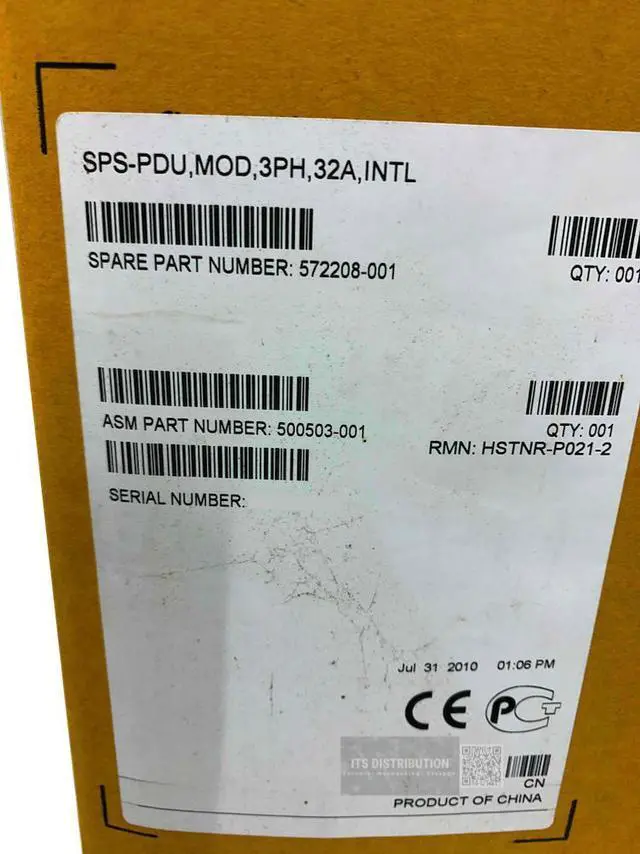 SPS-PDU,MOD,3PH,32A,INTL
SPARE PART NUMBER: 572208-001
QTY: 001
ASM PART NUMBER: 500503-001
QTY: 001
RMN: HSTNR-P021-2
SERIAL NUMBER:
Jul 31 2010 01:06 PM
CE PCT
ITS DISTRIBUTION
CN
PRODUCT OF CHINA